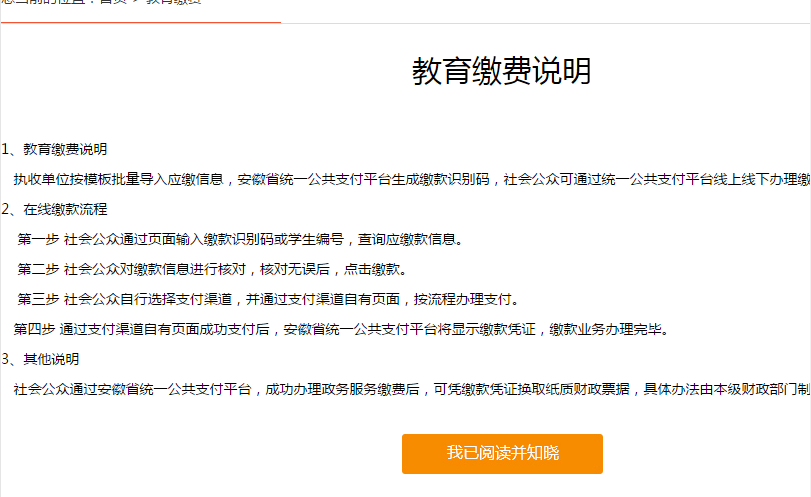 您当前的位置：首页 > 教育缴费
教育缴费说明
1、教育缴费说明
执收单位按模板批量导入应缴信息，安徽省统一公共支付平台生成缴款识别码，社会公众可通过统一公共支付平台线上线下办理缴
2、在线缴款流程
第一步 社会公众通过页面输入缴款识别码或学生编号，查询应缴款信息。
第二步 社会公众对缴款信息进行核对，核对无误后，点击缴款。
第三步 社会公众自行选择支付渠道，并通过支付渠道自有页面，按流程办理支付。
第四步 通过支付渠道自有页面成功支付后，安徽省统一公共支付平台将显示缴款凭证，缴款业务办理完毕。
3、其他说明
社会公众通过安徽省统一公共支付平台，成功办理政务服务缴费后，可凭缴款凭证换取纸质财政票据，具体办法由本级财政部门制
我已阅读并知晓